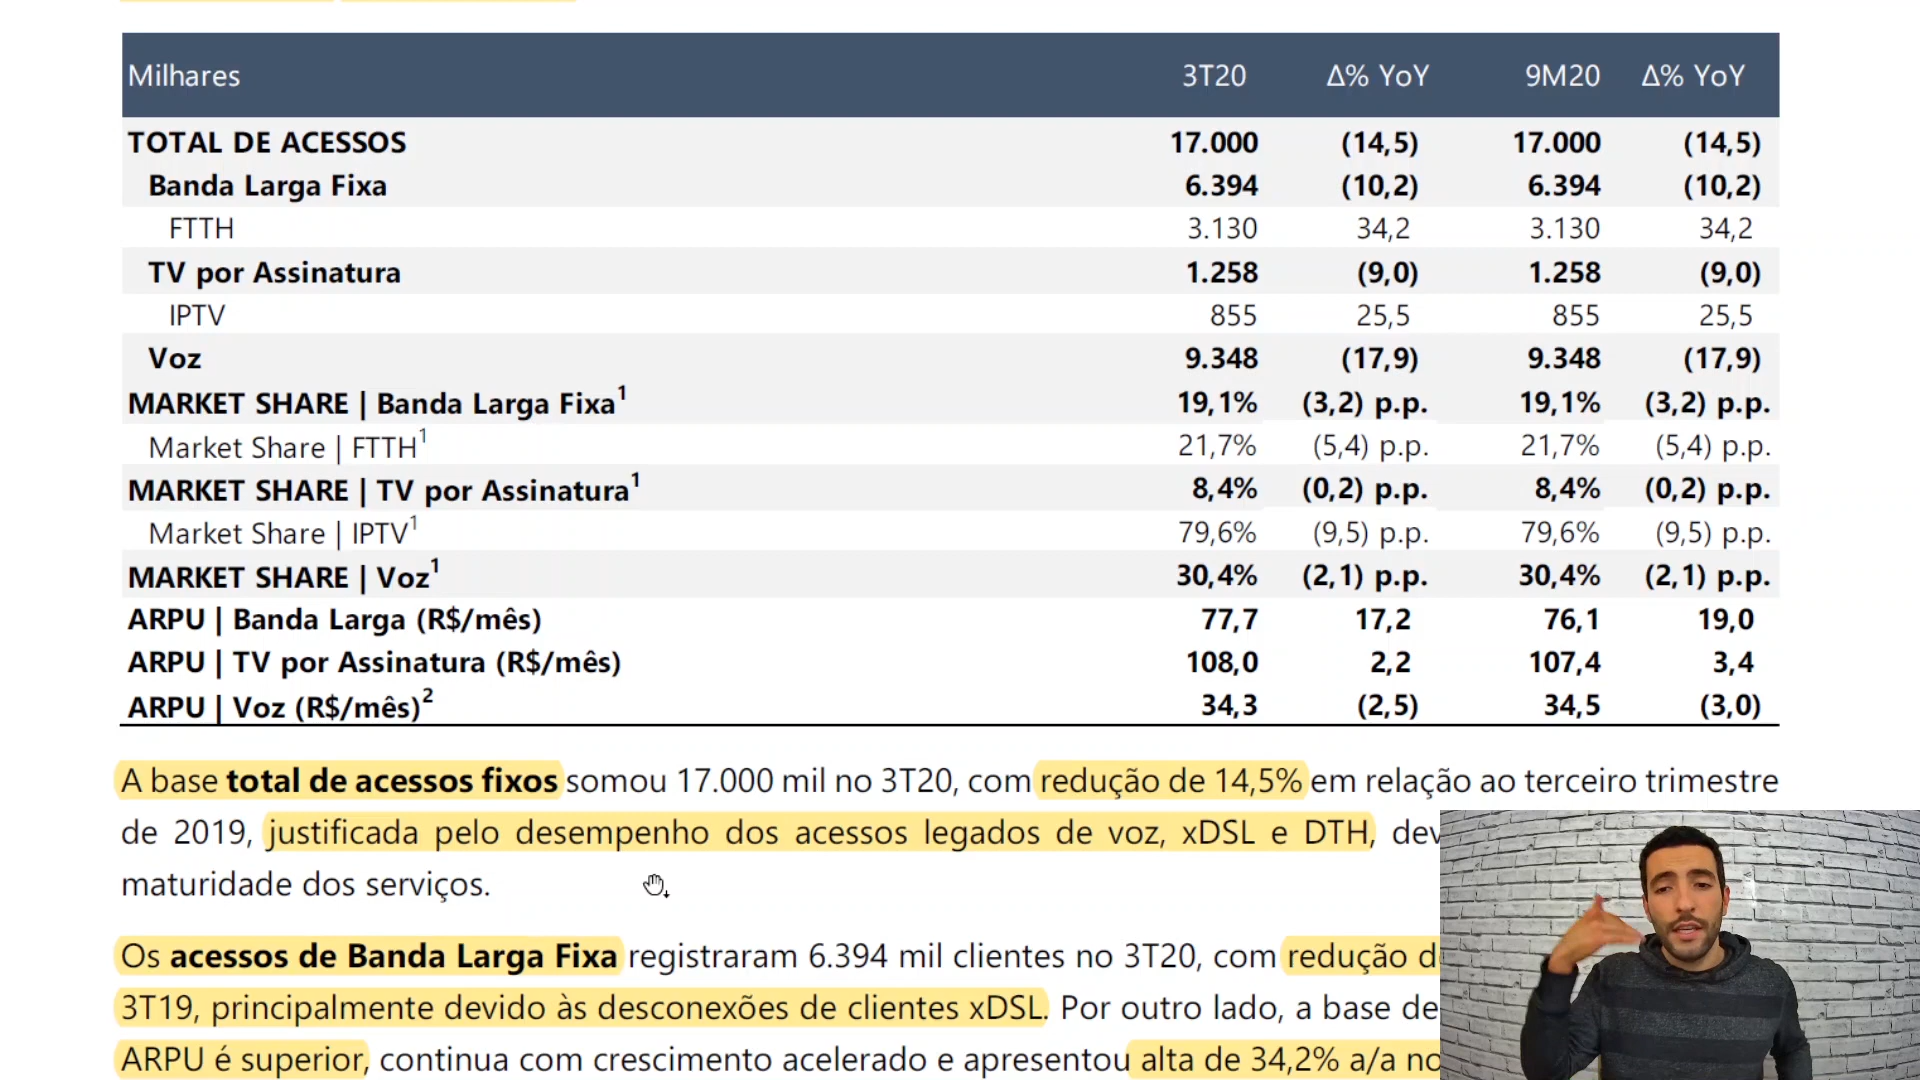 Milhares 3T20 Δ% YoY 9M20 Δ% YoY
TOTAL DE ACESSOS 17.000 (14,5) 17.000 (14,5)
Banda Larga Fixa 6.394 (10,2) 6.394 (10,2)
FTTH 3.130 34,2 3.130 34,2
TV por Assinatura 1.258 (9,0) 1.258 (9,0)
IPTV 855 25,5 855 25,5
Voz 9.348 (17,9) 9.348 (17,9)
MARKET SHARE | Banda Larga Fixa¹ 19,1% (3,2) p.p. 19,1% (3,2) p.p.
Market Share | FTTH¹ 21,7% (5,4) p.p. 21,7% (5,4) p.p.
MARKET SHARE | TV por Assinatura¹ 8,4% (0,2) p.p. 8,4% (0,2) p.p.
Market Share | IPTV¹ 79,6% (9,5) p.p. 79,6% (9,5) p.p.
MARKET SHARE | Voz¹ 30,4% (2,1) p.p. 30,4% (2,1) p.p.
ARPU | Banda Larga (R$/mês) 77,7 17,2 76,1 19,0
ARPU | TV por Assinatura (R$/mês) 108,0 2,2 107,4 3,4
ARPU | Voz (R$/mês)² 34,3 (2,5) 34,5 (3,0)
A base total de acessos fixos somou 17.000 mil no 3T20, com redução de 14,5% em relação ao terceiro trimestre
de 2019, justificada pelo desempenho dos acessos legados de voz, xDSL e DTH, dev
maturidade dos serviços.
Os acessos de Banda Larga Fixa registraram 6.394 mil clientes no 3T20, com redução d
3T19, principalmente devido às desconexões de clientes xDSL. Por outro lado, a base de
ARPU é superior, continua com crescimento acelerado e apresentou alta de 34,2% a/a no